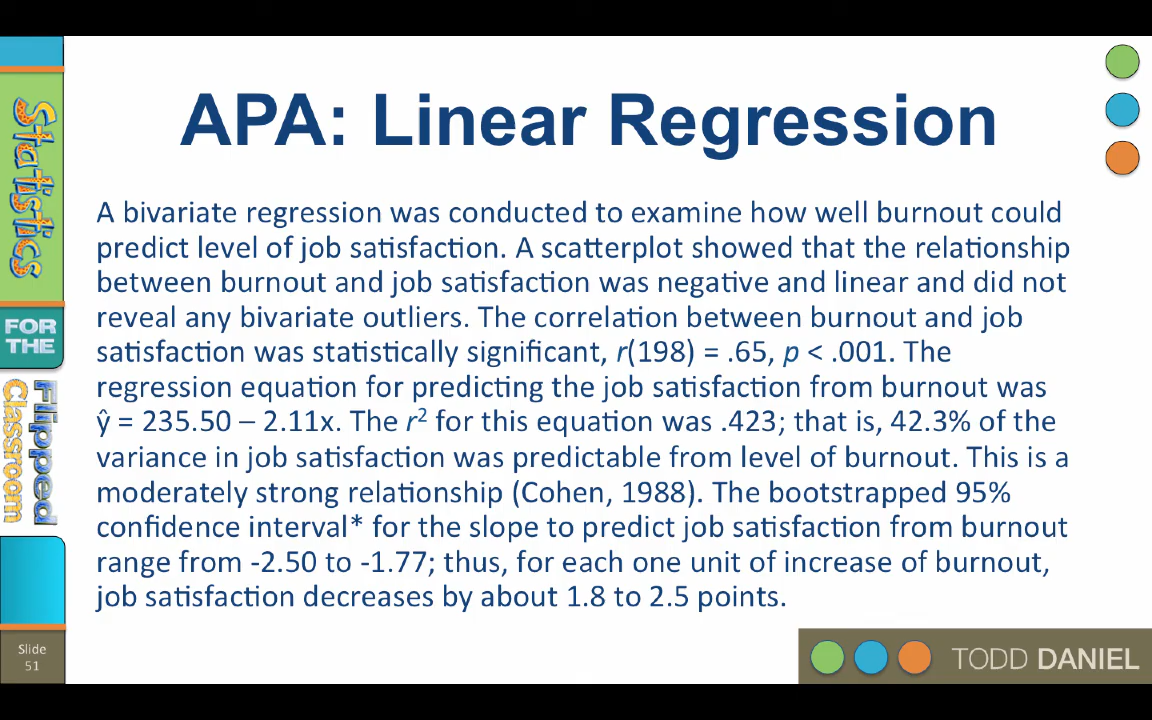 APA: Linear Regression
A bivariate regression was conducted to examine how well burnout could
predict level of job satisfaction. A scatterplot showed that the relationship
between burnout and job satisfaction was negative and linear and did not
reveal any bivariate outliers. The correlation between burnout and job
satisfaction was statistically significant, r(198) = .65, p < .001. The
regression equation for predicting the job satisfaction from burnout was
ŷ = 235.50 – 2.11x. The r² for this equation was .423; that is, 42.3% of the
variance in job satisfaction was predictable from level of burnout. This is a
moderately strong relationship (Cohen, 1988). The bootstrapped 95%
confidence interval* for the slope to predict job satisfaction from burnout
range from -2.50 to -1.77; thus, for each one unit of increase of burnout,
job satisfaction decreases by about 1.8 to 2.5 points.
Statistics
FOR
THE
Flipped
Classroom
Slide
51
TODD DANIEL